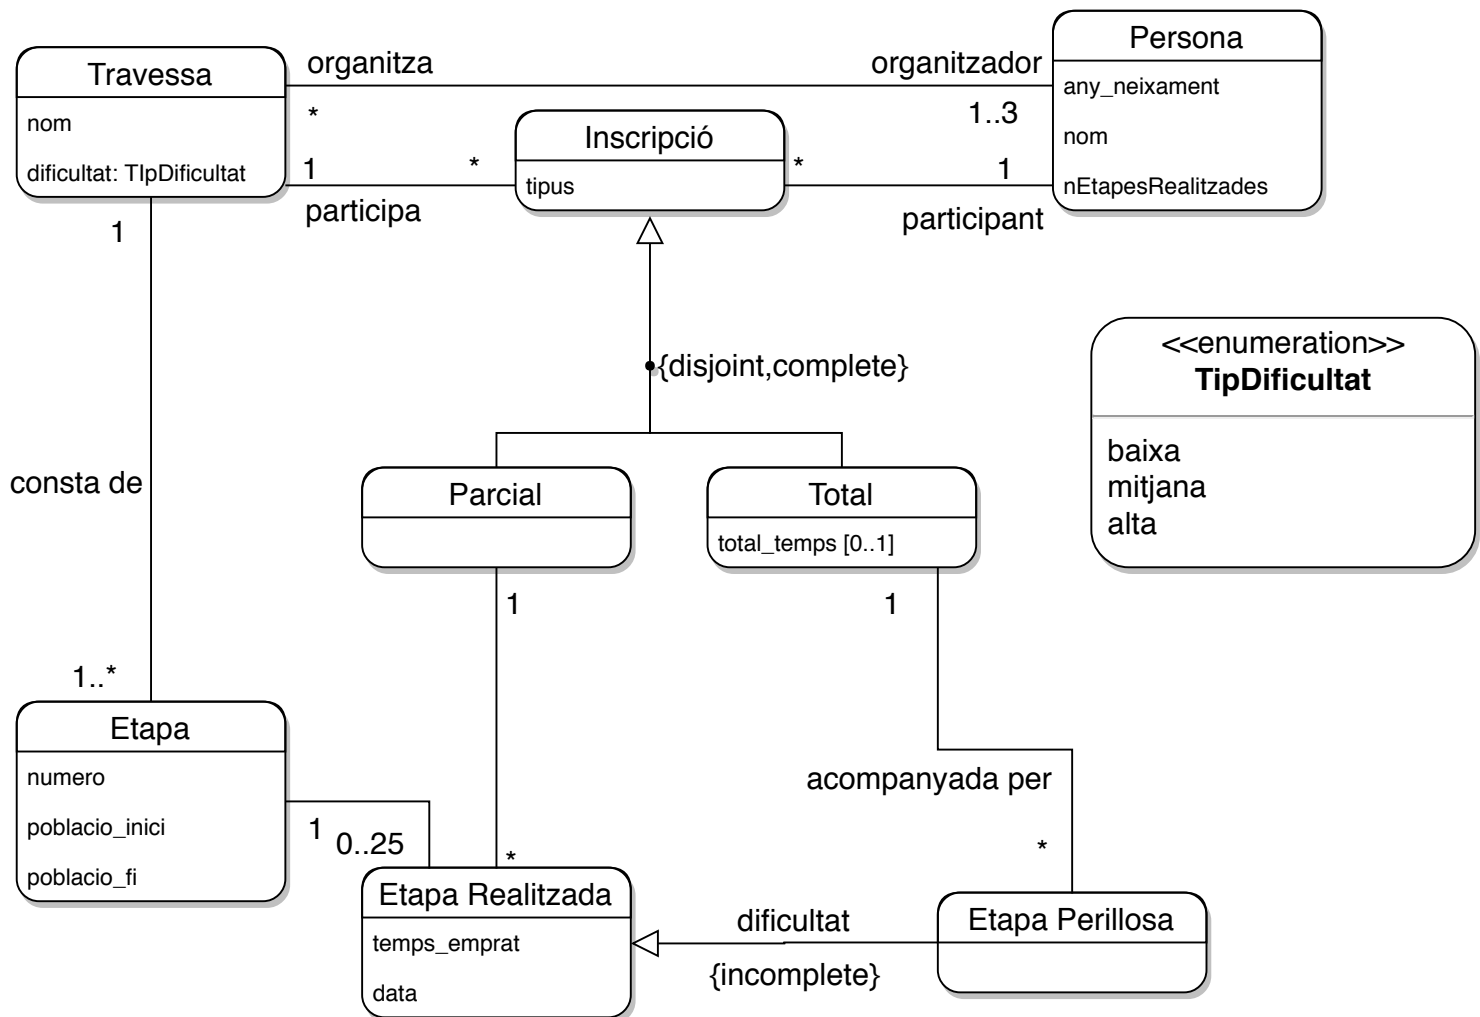 Travessa
nom
dificultat: TIpDificultat
organitza
organitzador
*
1..3
Persona
any_neixament
nom
nEtapesRealitzades
Inscripció
tipus
1
*
participa
*
1
participant
{disjoint,complete}
<<enumeration>>
TipDificultat
baixa
mitjana
alta
1
consta de
1..*
Parcial
Total
total_temps [0..1]
1
1
acompanyada per
*
Etapa
numero
poblacio_inici
poblacio_fi
1
0..25
*
Etapa Realitzada
temps_emprat
data
dificultat
{incomplete}
Etapa Perillosa